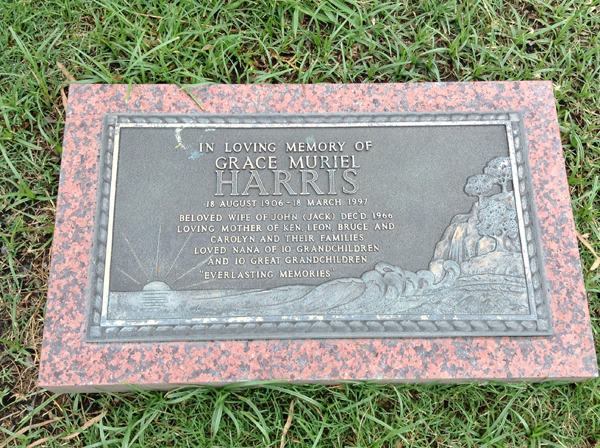 IN LOVING MEMORY OF
GRACE MURIEL
HARRIS
18 AUGUST 1906 - 18 MARCH 1997
BELOVED WIFE OF JOHN (JACK) DEC'D 1966
LOVING MOTHER OF KEN, LEON, BRUCE AND
CAROLYN AND THEIR FAMILIES
LOVED NANA OF 10 GRANDCHILDREN
AND 10 GREAT GRANDCHILDREN
"EVERLASTING MEMORIES"